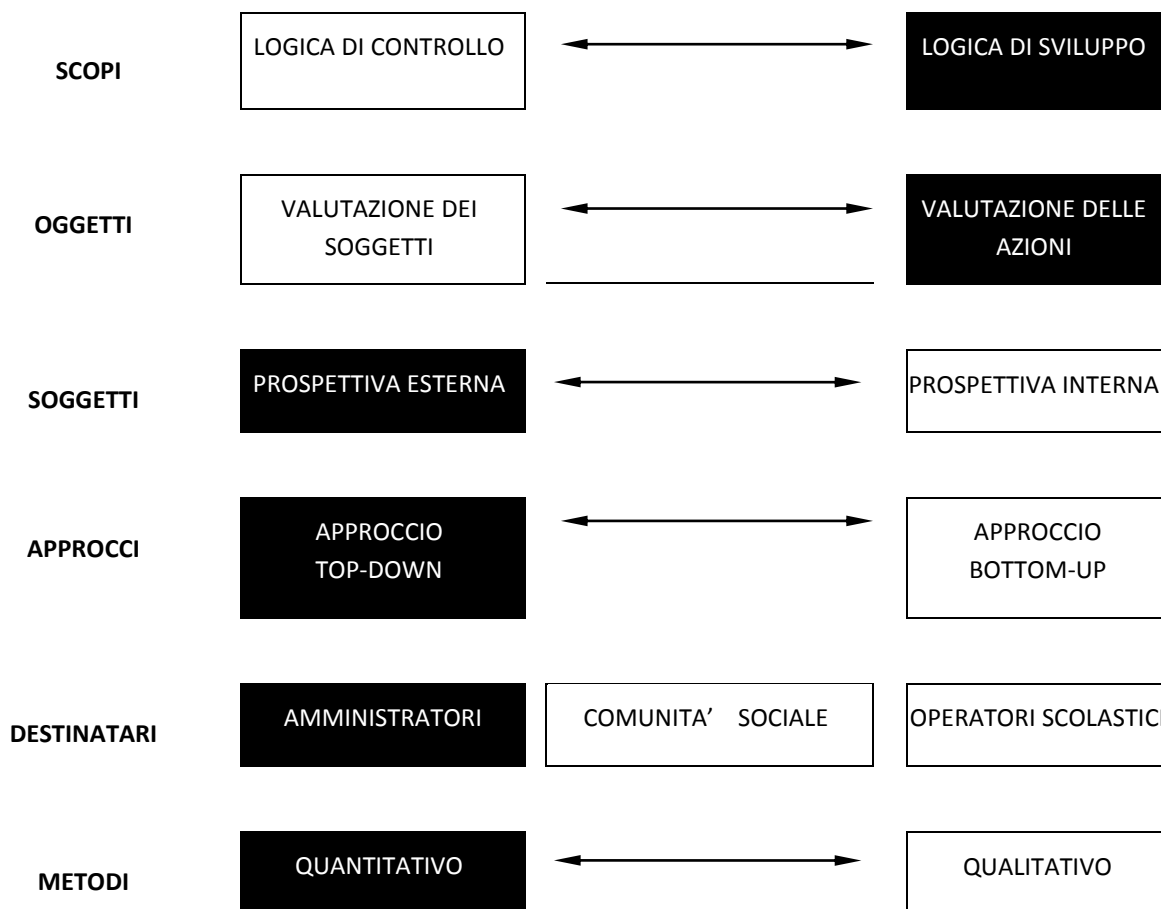 SCOPI
LOGICA DI CONTROLLO
LOGICA DI SVILUPPO
OGGETTI
VALUTAZIONE DEI
SOGGETTI
VALUTAZIONE DELLE
AZIONI
SOGGETTI
PROSPETTIVA ESTERNA
PROSPETTIVA INTERNA
APPROCCI
APPROCCIO
TOP-DOWN
APPROCCIO
BOTTOM-UP
DESTINATARI
AMMINISTRATORI
COMUNITA’ SOCIALE
OPERATORI SCOLASTICI
METODI
QUANTITATIVO
QUALITATIVO